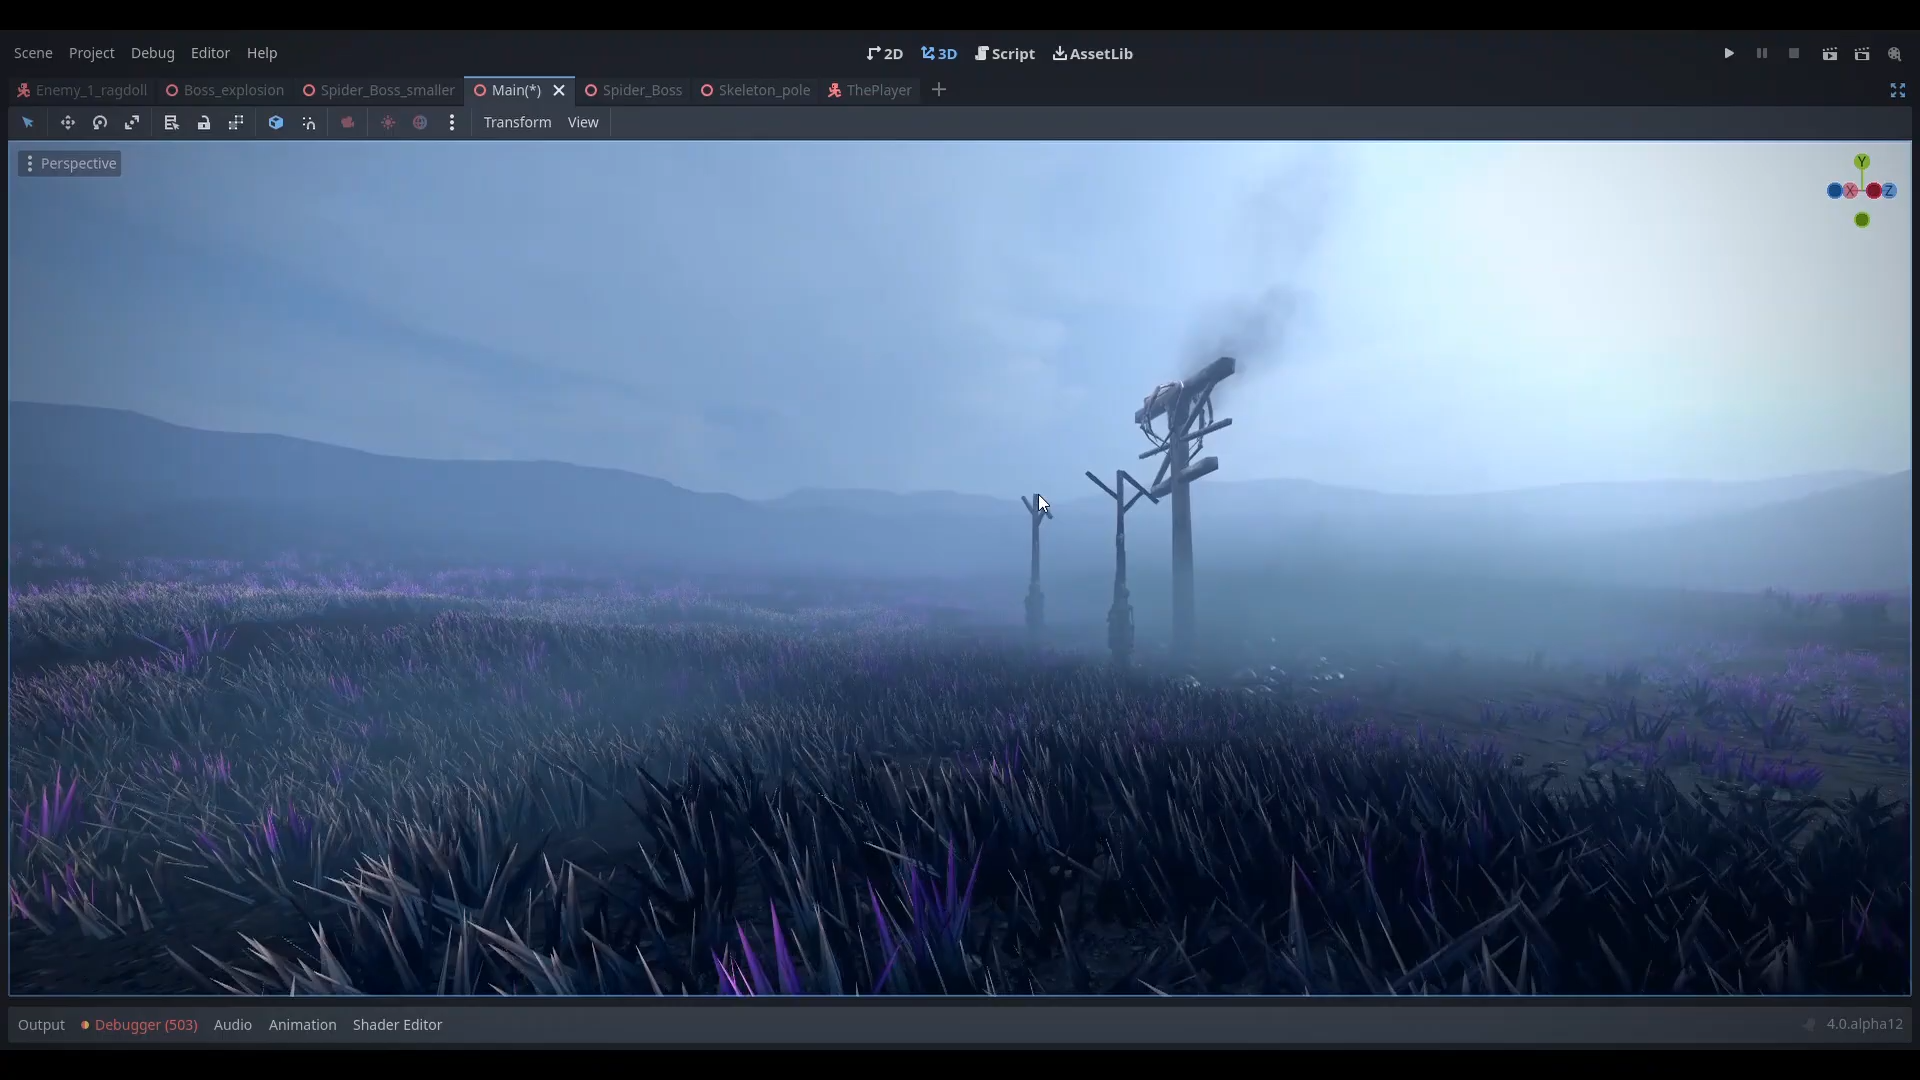 Scene Project Debug Editor Help 2D 3D Script AssetLib
Enemy_1_ragdoll Boss_explosion Spider_Boss_smaller Main(*) Spider_Boss Skeleton_pole ThePlayer
Transform View
Perspective
Y
X Z
Output Debugger (503) Audio Animation Shader Editor 4.0.alpha12